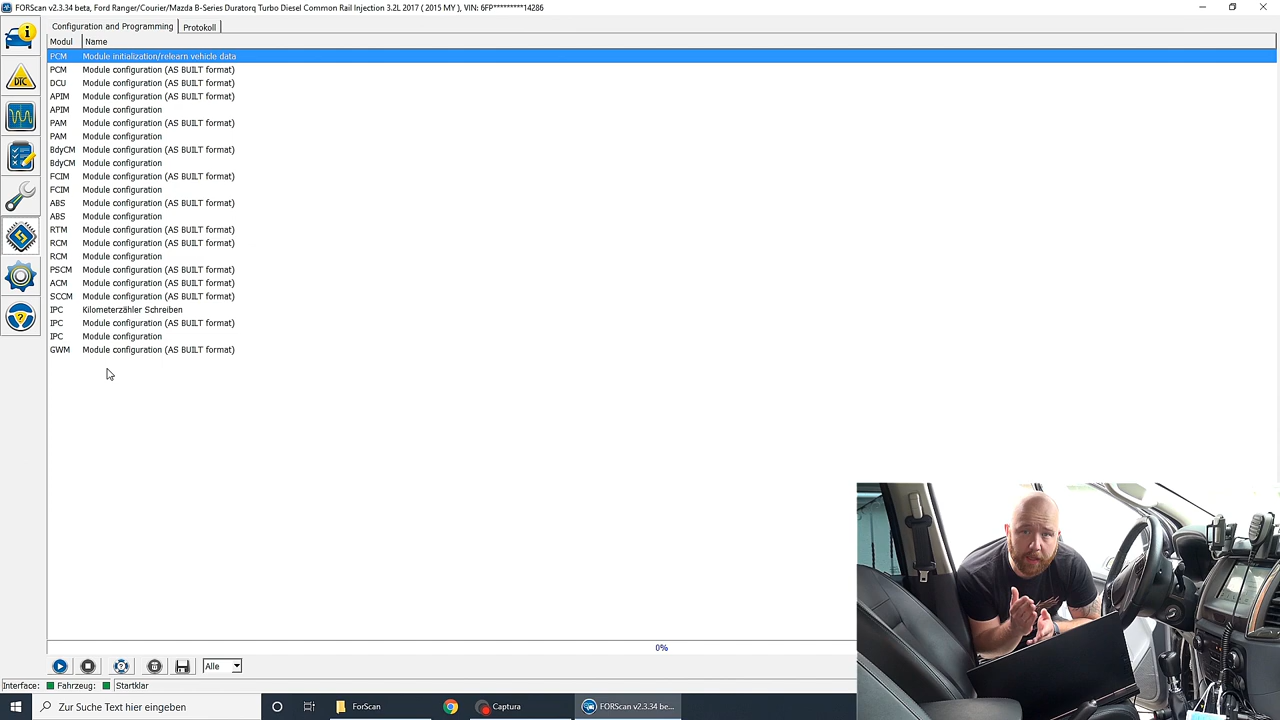 FORScan v2.3.34 beta, Ford Ranger/Courier/Mazda B-Series Duratorq Turbo Diesel Common Rail Injection 3.2L 2017 ( 2015 MY ), VIN: 6FP*********14286
Configuration and Programming Protokoll
Modul Name
PCM Module initialization/relearn vehicle data
PCM Module configuration (AS BUILT format)
DCU Module configuration (AS BUILT format)
APIM Module configuration (AS BUILT format)
APIM Module configuration
PAM Module configuration (AS BUILT format)
PAM Module configuration
BdyCM Module configuration (AS BUILT format)
BdyCM Module configuration
FCIM Module configuration (AS BUILT format)
FCIM Module configuration
ABS Module configuration (AS BUILT format)
ABS Module configuration
RTM Module configuration (AS BUILT format)
RCM Module configuration (AS BUILT format)
RCM Module configuration
PSCM Module configuration (AS BUILT format)
ACM Module configuration (AS BUILT format)
SCCM Module configuration (AS BUILT format)
IPC Kilometerzähler Schreiben
IPC Module configuration (AS BUILT format)
IPC Module configuration
GWM Module configuration (AS BUILT format)
DTC
0%
Alle
Interface: Fahrzeug: Startklar
Zur Suche Text hier eingeben
ForScan
Captura
FORScan v2.3.34 be...